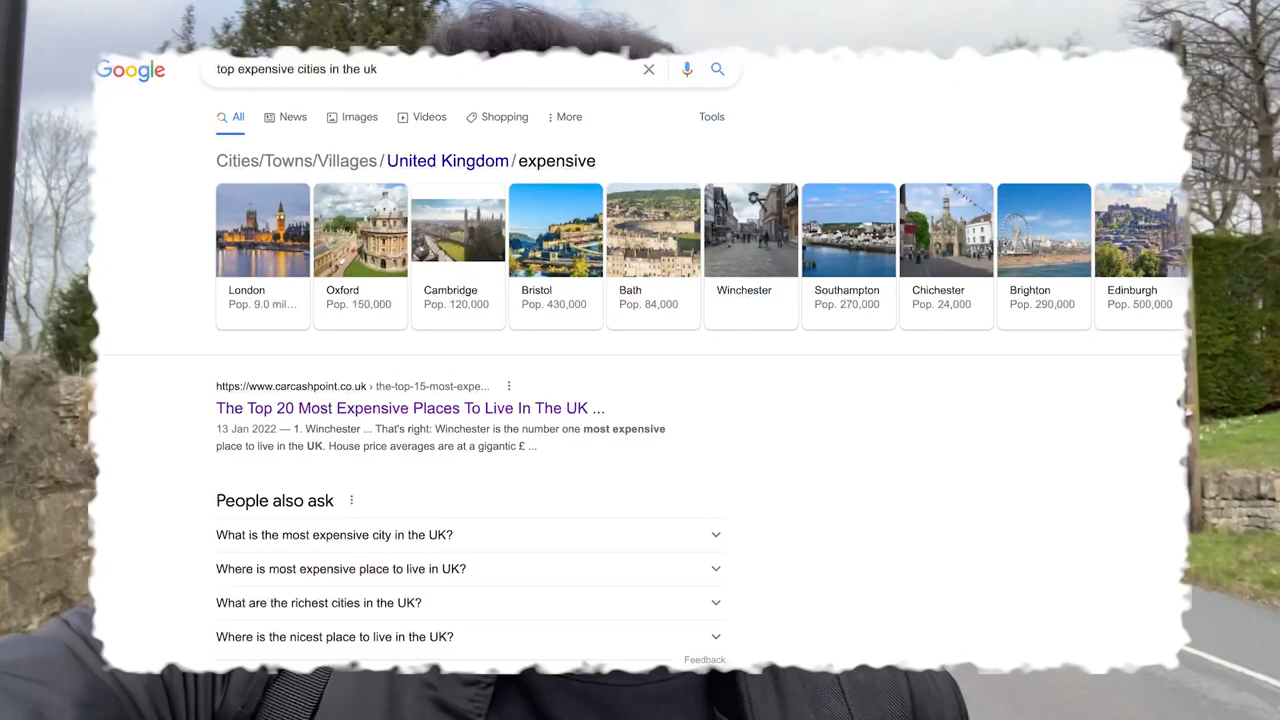 Google
top expensive cities in the uk
All News Images Videos Shopping More Tools
Cities/Towns/Villages / United Kingdom / expensive
London Oxford Cambridge Bristol Bath Winchester Southampton Chichester Brighton Edinburgh
Pop. 9.0 mil... Pop. 150,000 Pop. 120,000 Pop. 430,000 Pop. 84,000 Pop. 270,000 Pop. 24,000 Pop. 290,000 Pop. 500,000
https://www.carcashpoint.co.uk › the-top-15-most-expe...
The Top 20 Most Expensive Places To Live In The UK ...
13 Jan 2022 — 1. Winchester ... That's right: Winchester is the number one most expensive
place to live in the UK. House price averages are at a gigantic £ ...
People also ask
What is the most expensive city in the UK?
Where is most expensive place to live in UK?
What are the richest cities in the UK?
Where is the nicest place to live in the UK?
Feedback